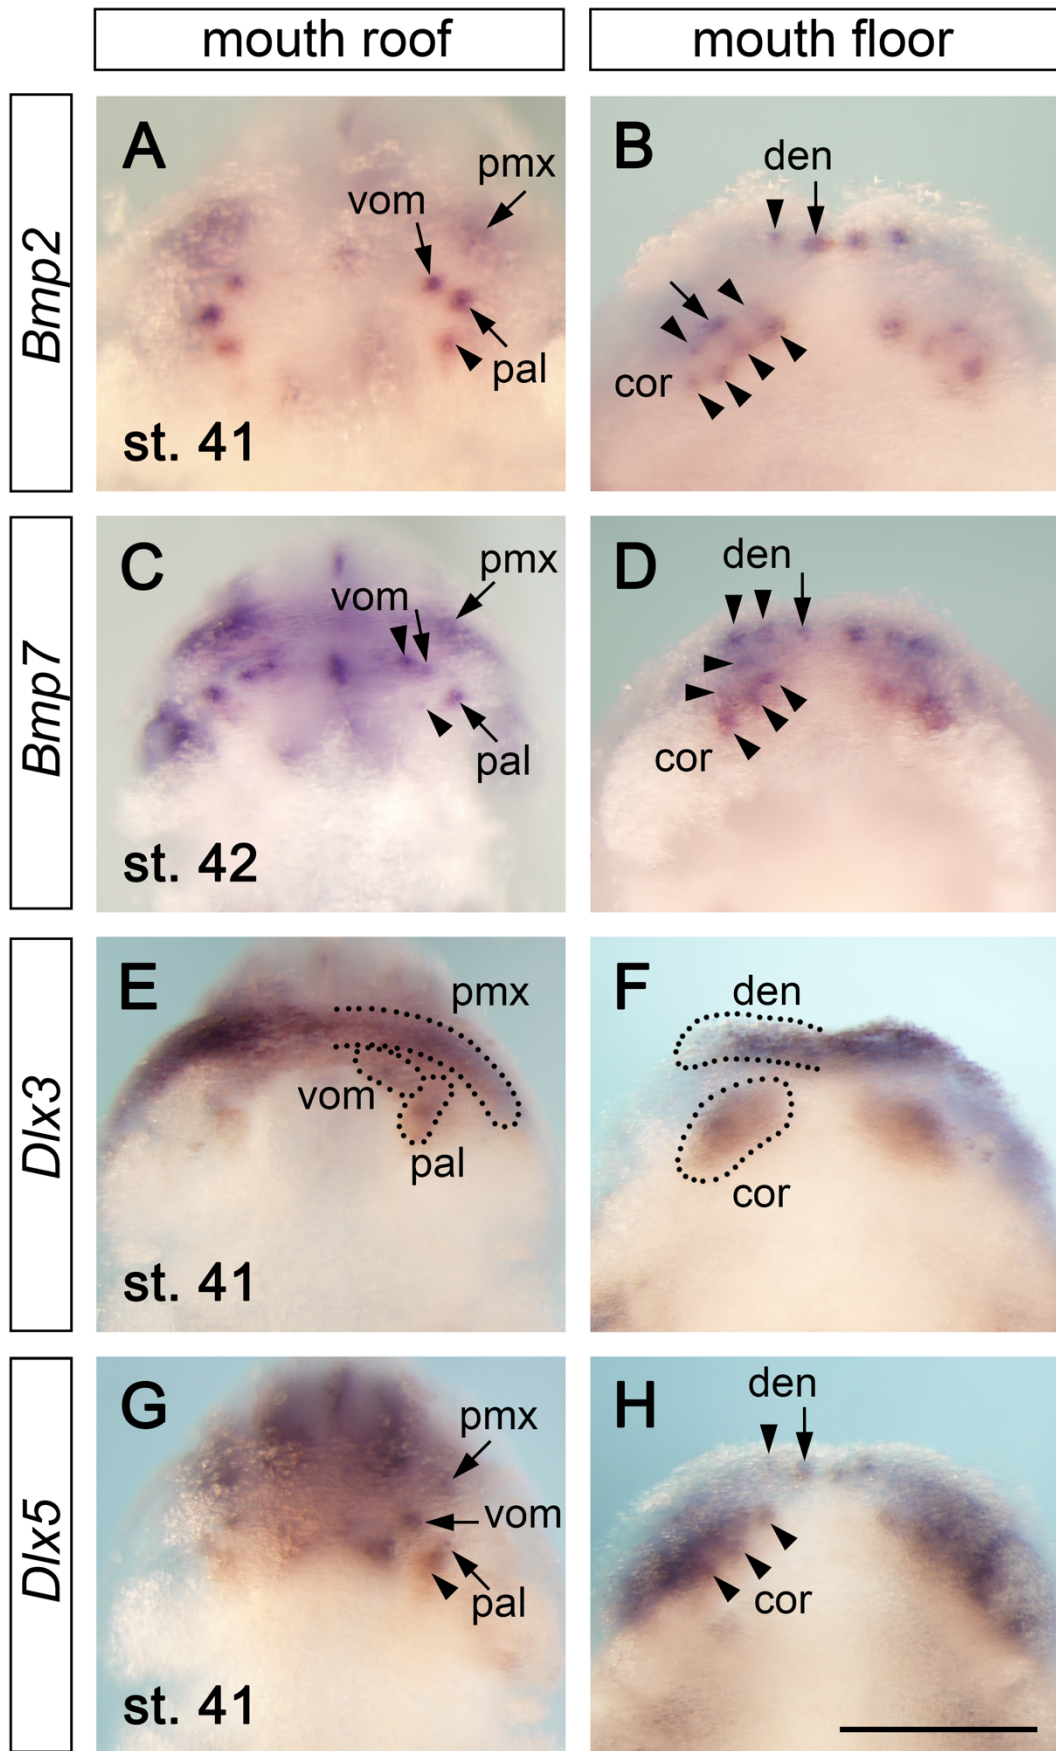 mouth roof
mouth floor
Bmp2
A
pmx
vom
pal
st. 41
B
den
cor
Bmp7
C
pmx
vom
pal
st. 42
D
den
cor
Dlx3
E
pmx
vom
pal
st. 41
F
den
cor
Dlx5
G
pmx
vom
pal
st. 41
H
den
cor